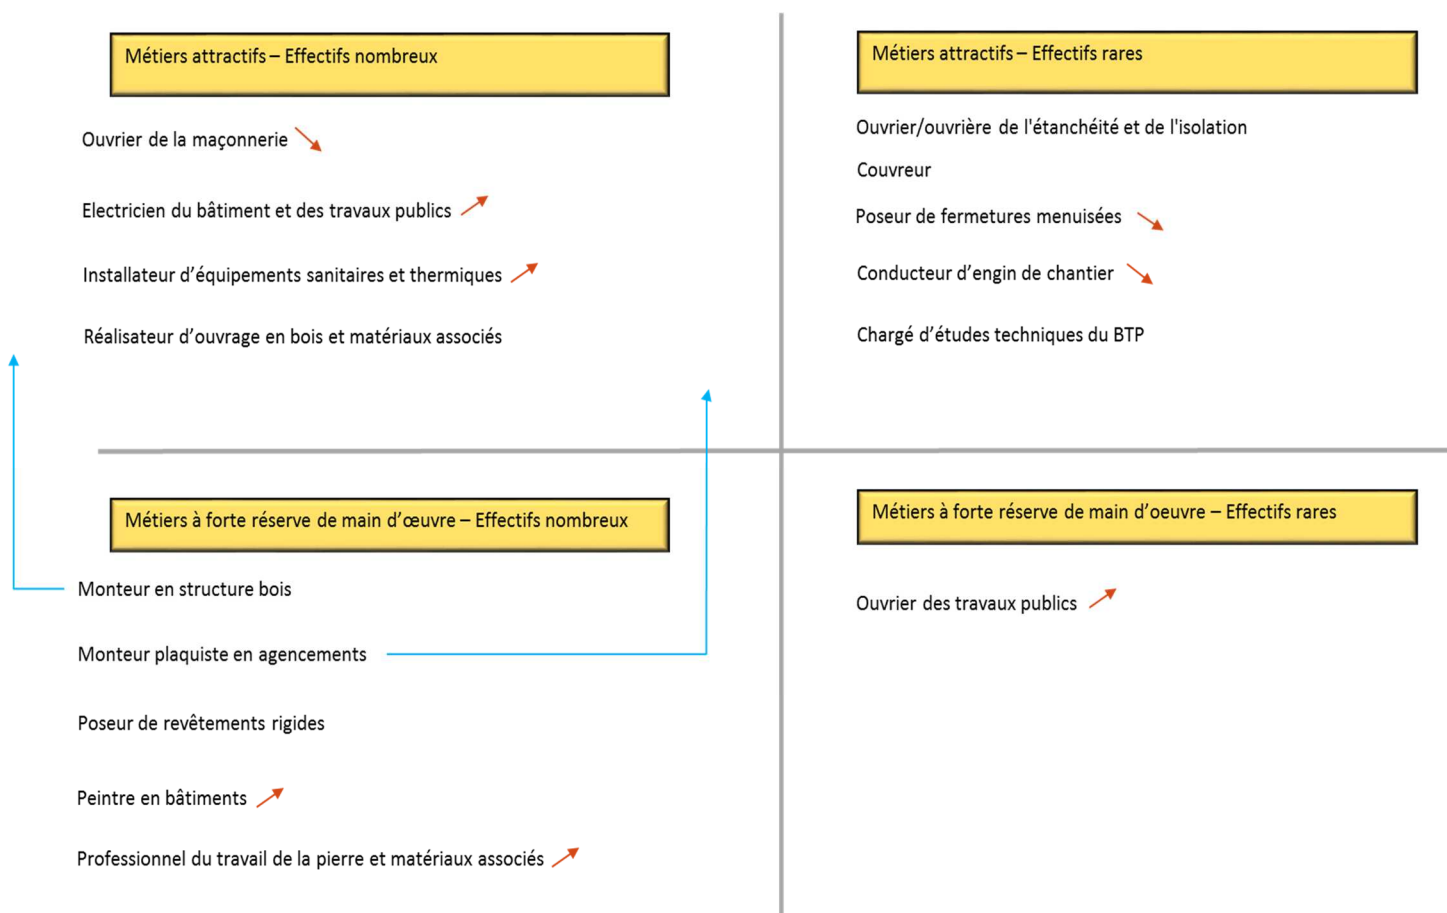 Métiers attractifs – Effectifs nombreux
Ouvrier de la maçonnerie
Electricien du bâtiment et des travaux publics
Installateur d’équipements sanitaires et thermiques
Réalisateur d’ouvrage en bois et matériaux associés
Métiers attractifs – Effectifs rares
Ouvrier/ouvrière de l'étanchéité et de l'isolation
Couvreur
Poseur de fermetures menuisées
Conducteur d’engin de chantier
Chargé d’études techniques du BTP
Métiers à forte réserve de main d’œuvre – Effectifs nombreux
Monteur en structure bois
Monteur plaquiste en agencements
Poseur de revêtements rigides
Peintre en bâtiments
Professionnel du travail de la pierre et matériaux associés
Métiers à forte réserve de main d’oeuvre – Effectifs rares
Ouvrier des travaux publics